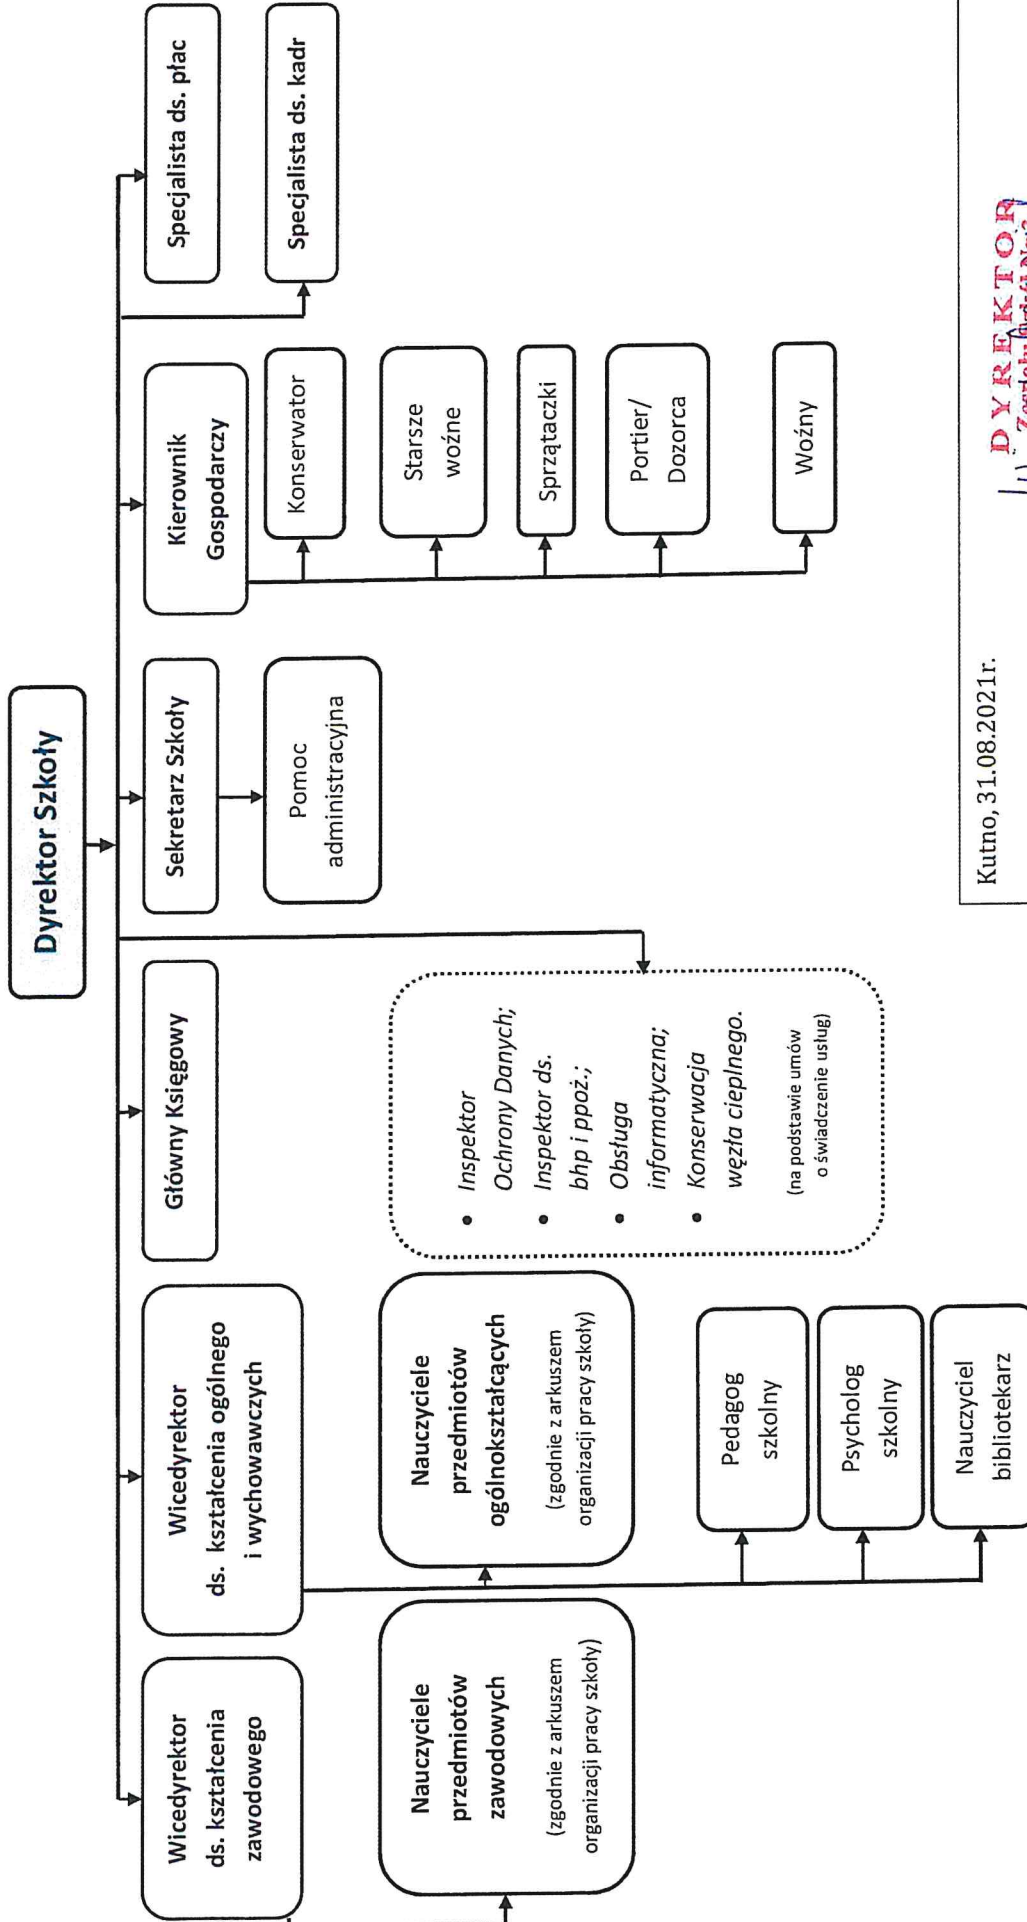 Dyrektor Szkoły
Wicedyrektor
ds. kształcenia
zawodowego
Wicedyrektor
ds. kształcenia ogólnego
i wychowawczych
Główny Księgowy
Sekretarz Szkoły
Kierownik
Gospodarczy
Specjalista ds. płac
Specjalista ds. kadr
Nauczyciele
przedmiotów
zawodowych
(zgodnie z arkuszem
organizacji pracy szkoły)
Nauczyciele
przedmiotów
ogólnokształcących
(zgodnie z arkuszem
organizacji pracy szkoły)
Pedagog
szkolny
Psycholog
szkolny
Nauczyciel
bibliotekarz
• Inspektor
Ochrony Danych;
• Inspektor ds.
bhp i ppoż.;
• Obsługa
informatyczna;
• Konserwacja
węzła cieplnego.
(na podstawie umów
o świadczenie usług)
Pomoc
administracyjna
Konserwator
Starsze
woźne
Sprzątaczki
Portier/
Dozorca
Woźny
Kutno, 31.08.2021r.
DYREKTOR